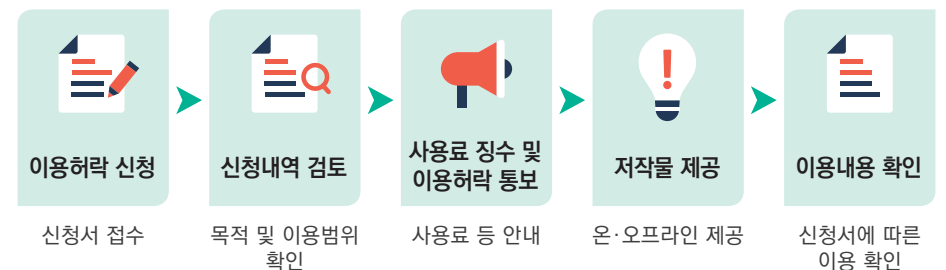 이용허락 신청
신청내역 검토
사용료 징수 및
이용허락 통보
저작물 제공
이용내용 확인
신청서 접수
목적 및 이용범위
확인
사용료 등 안내
온·오프라인 제공
신청서에 따른
이용 확인